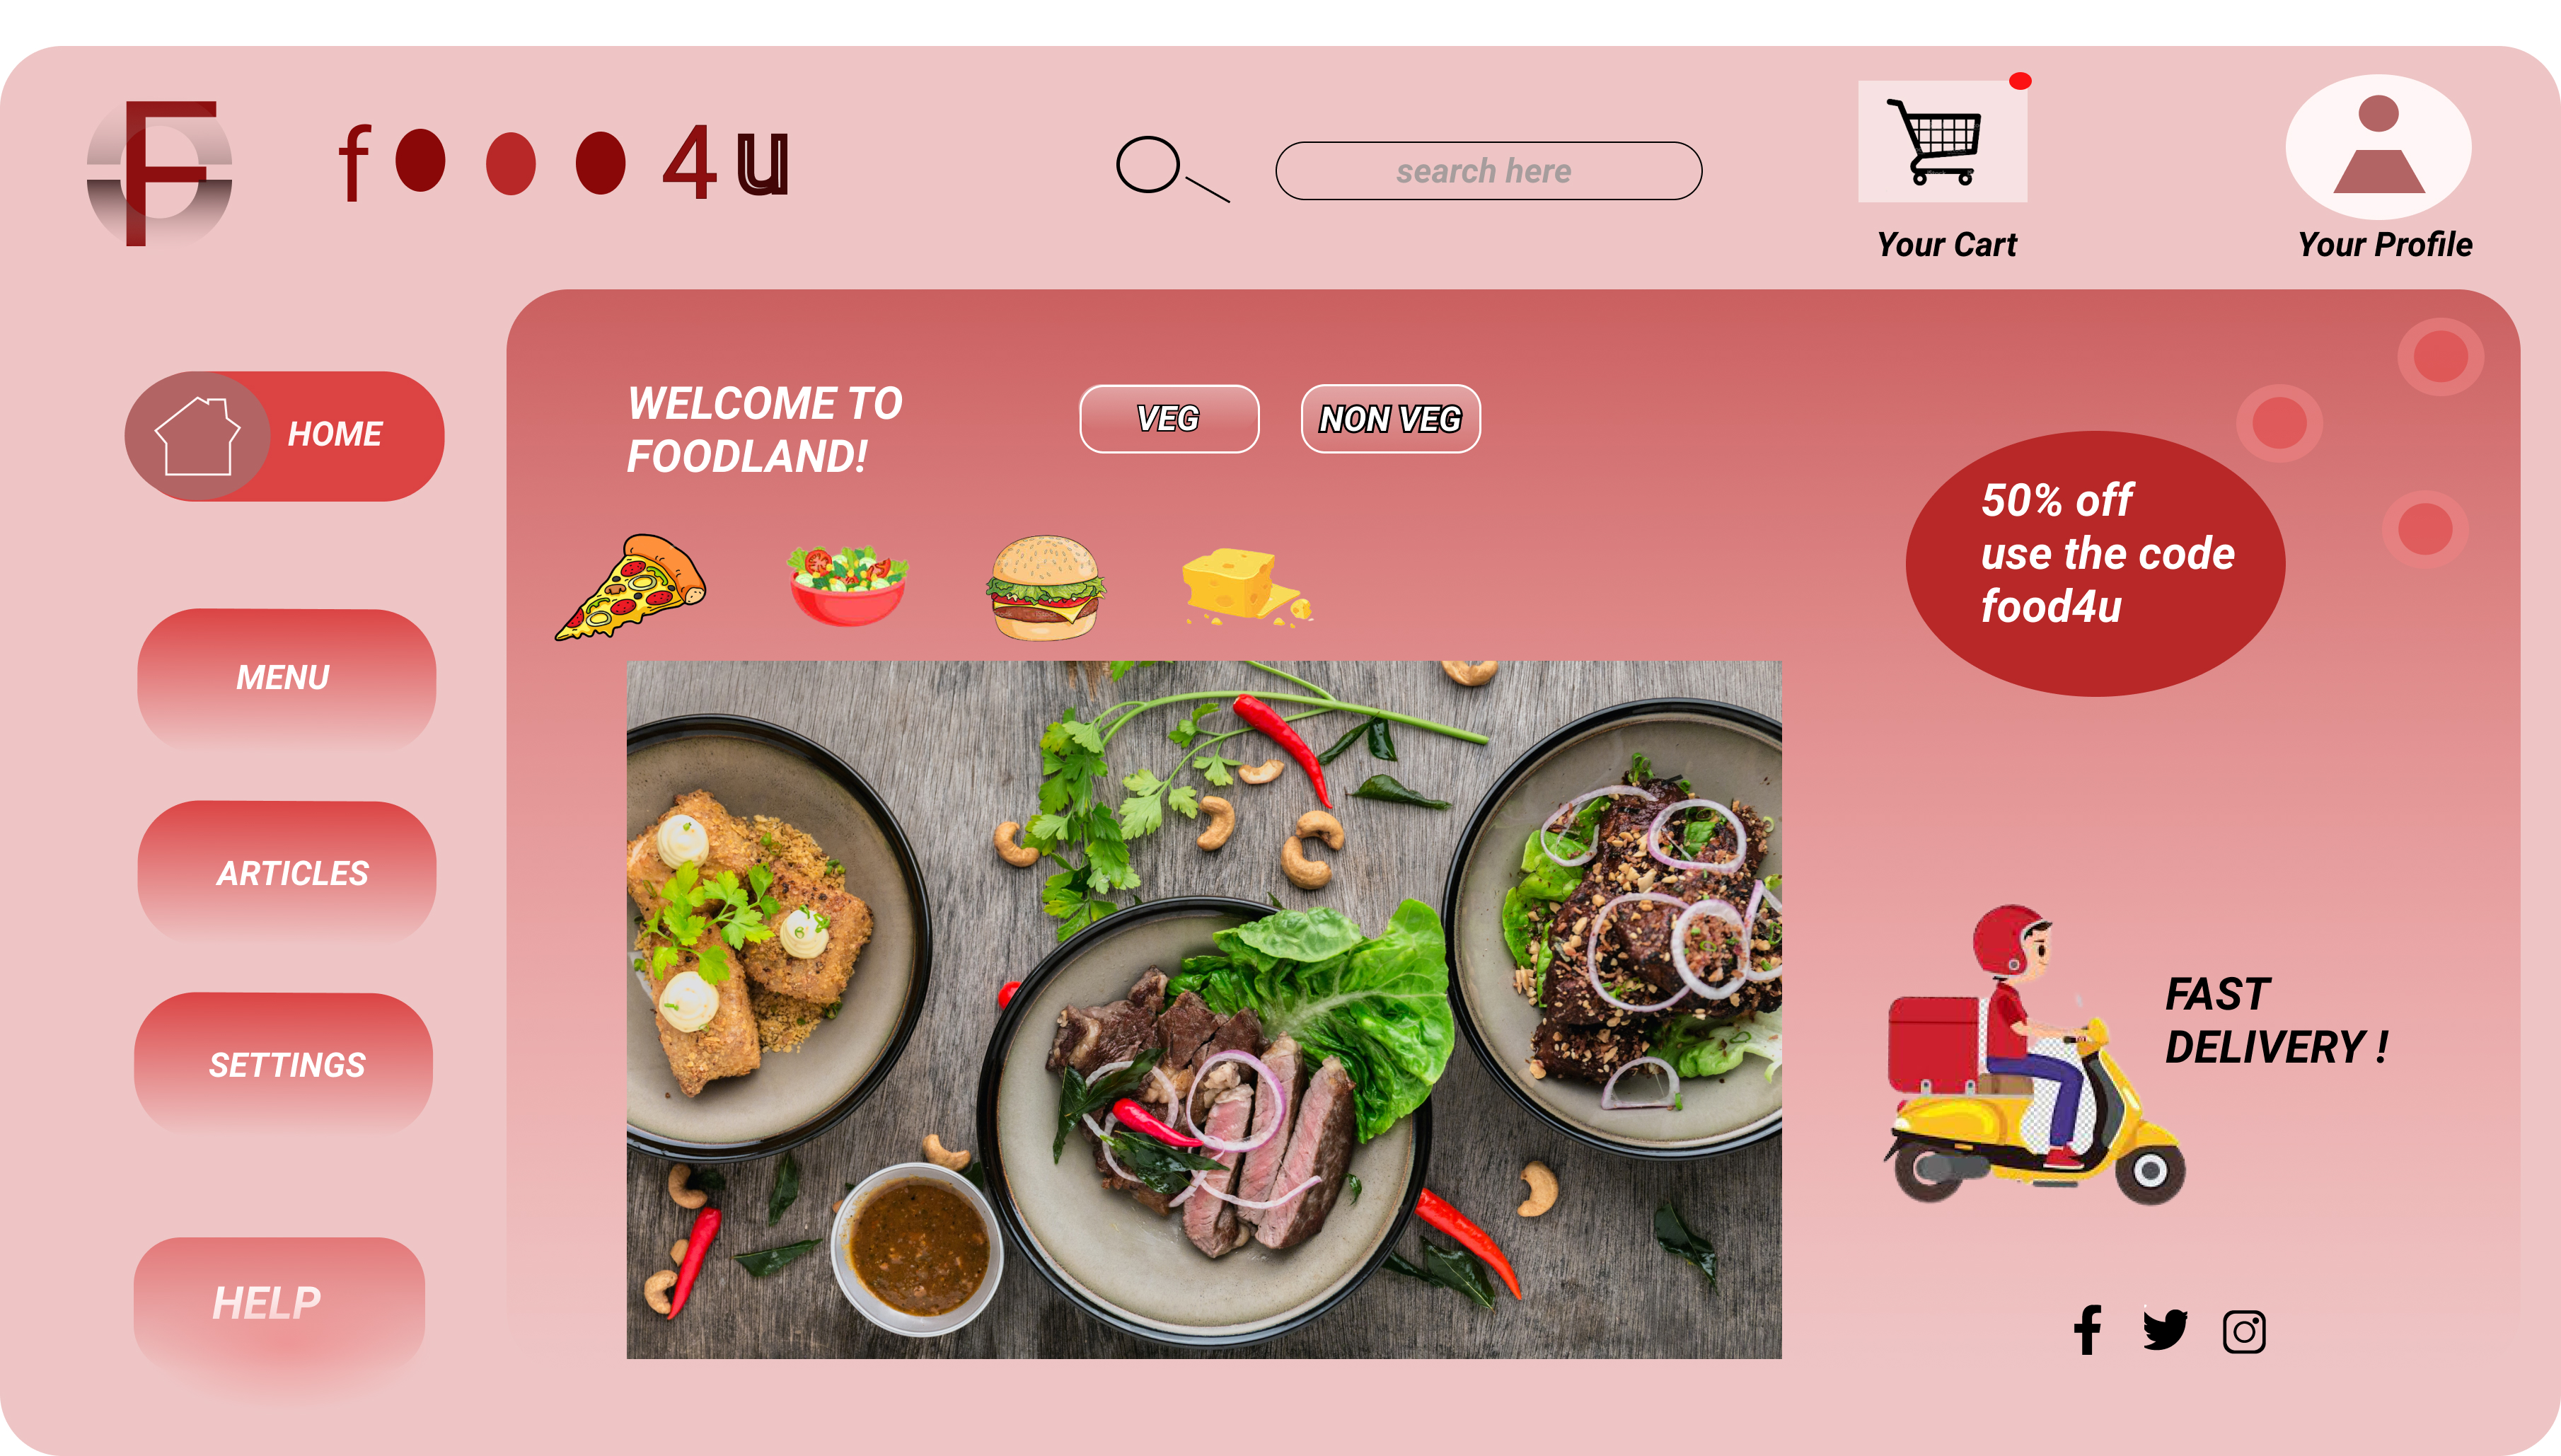 F
f 4u
search here
Your Cart
Your Profile
HOME
WELCOME TO
FOODLAND!
VEG
NON VEG
50% off
use the code
food4u
MENU
ARTICLES
SETTINGS
HELP
FAST
DELIVERY !